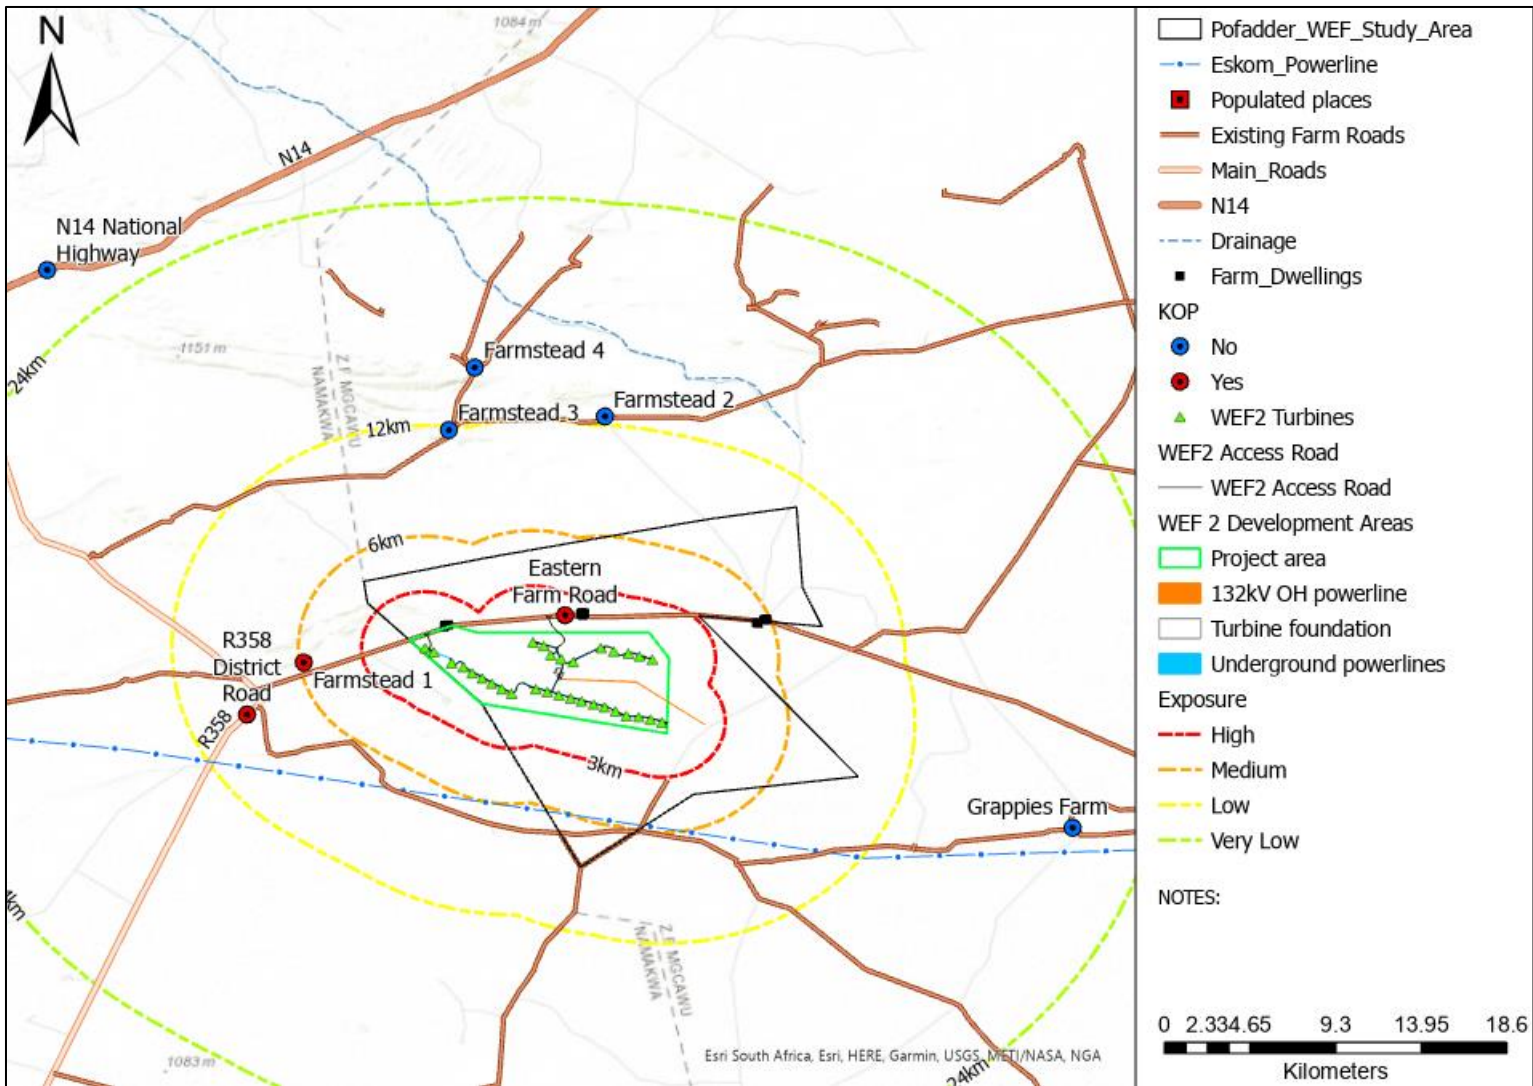 1084 m
N
N14
N14 National
Highway
1151 m
24km
Z F MGCAWU
NAMAKWA
Farmstead 4
Farmstead 3
Farmstead 2
12km
6km
Eastern
Farm Road
R358
District
Road
Farmstead 1
R358
3km
Grappies Farm
4km
Z F MGCAWU
NAMAKWA
1083 m
24km
Esri South Africa, Esri, HERE, Garmin, USGS, METI/NASA, NGA
Pofadder_WEF_Study_Area
Eskom_Powerline
Populated places
Existing Farm Roads
Main_Roads
N14
Drainage
Farm_Dwellings
KOP
No
Yes
WEF2 Turbines
WEF2 Access Road
WEF2 Access Road
WEF 2 Development Areas
Project area
132kV OH powerline
Turbine foundation
Underground powerlines
Exposure
High
Medium
Low
Very Low
NOTES:
0 2.334.65 9.3 13.95 18.6
Kilometers